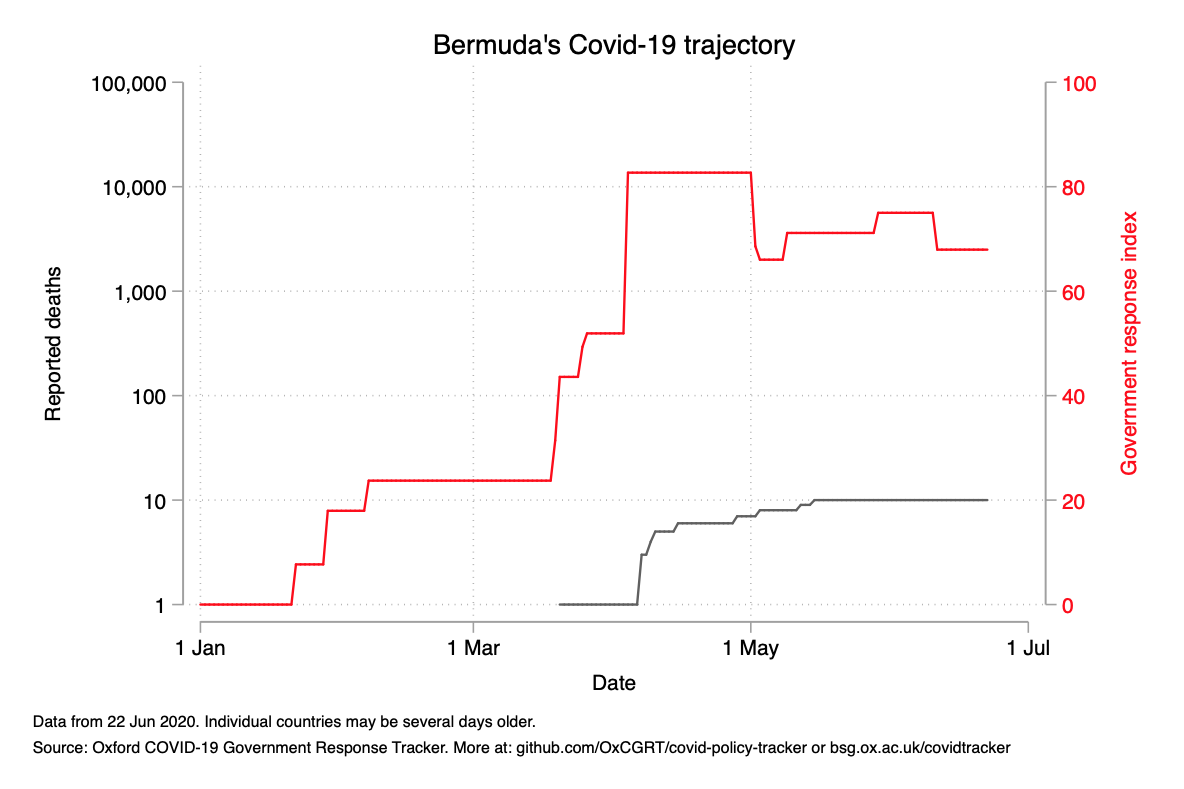 Bermuda's Covid-19 trajectory
100,000
10,000
1,000
100
10
1
Reported deaths
100
80
60
40
20
0
Government response index
1 Jan
1 Mar
1 May
1 Jul
Date
Data from 22 Jun 2020. Individual countries may be several days older.
Source: Oxford COVID-19 Government Response Tracker. More at: github.com/OxCGRT/covid-policy-tracker or bsg.ox.ac.uk/covidtracker